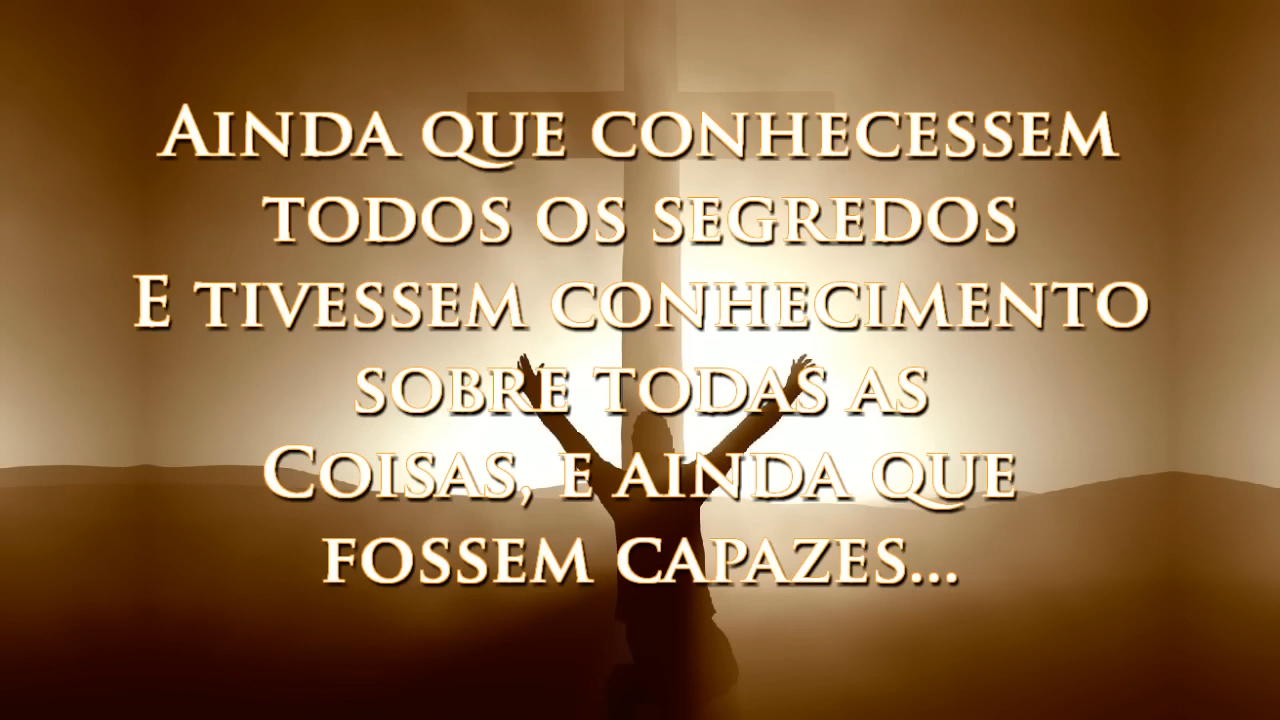 Ainda que conhecessem
todos os segredos
E tivessem conhecimento
sobre todas as
Coisas, e ainda que
fossem capazes...